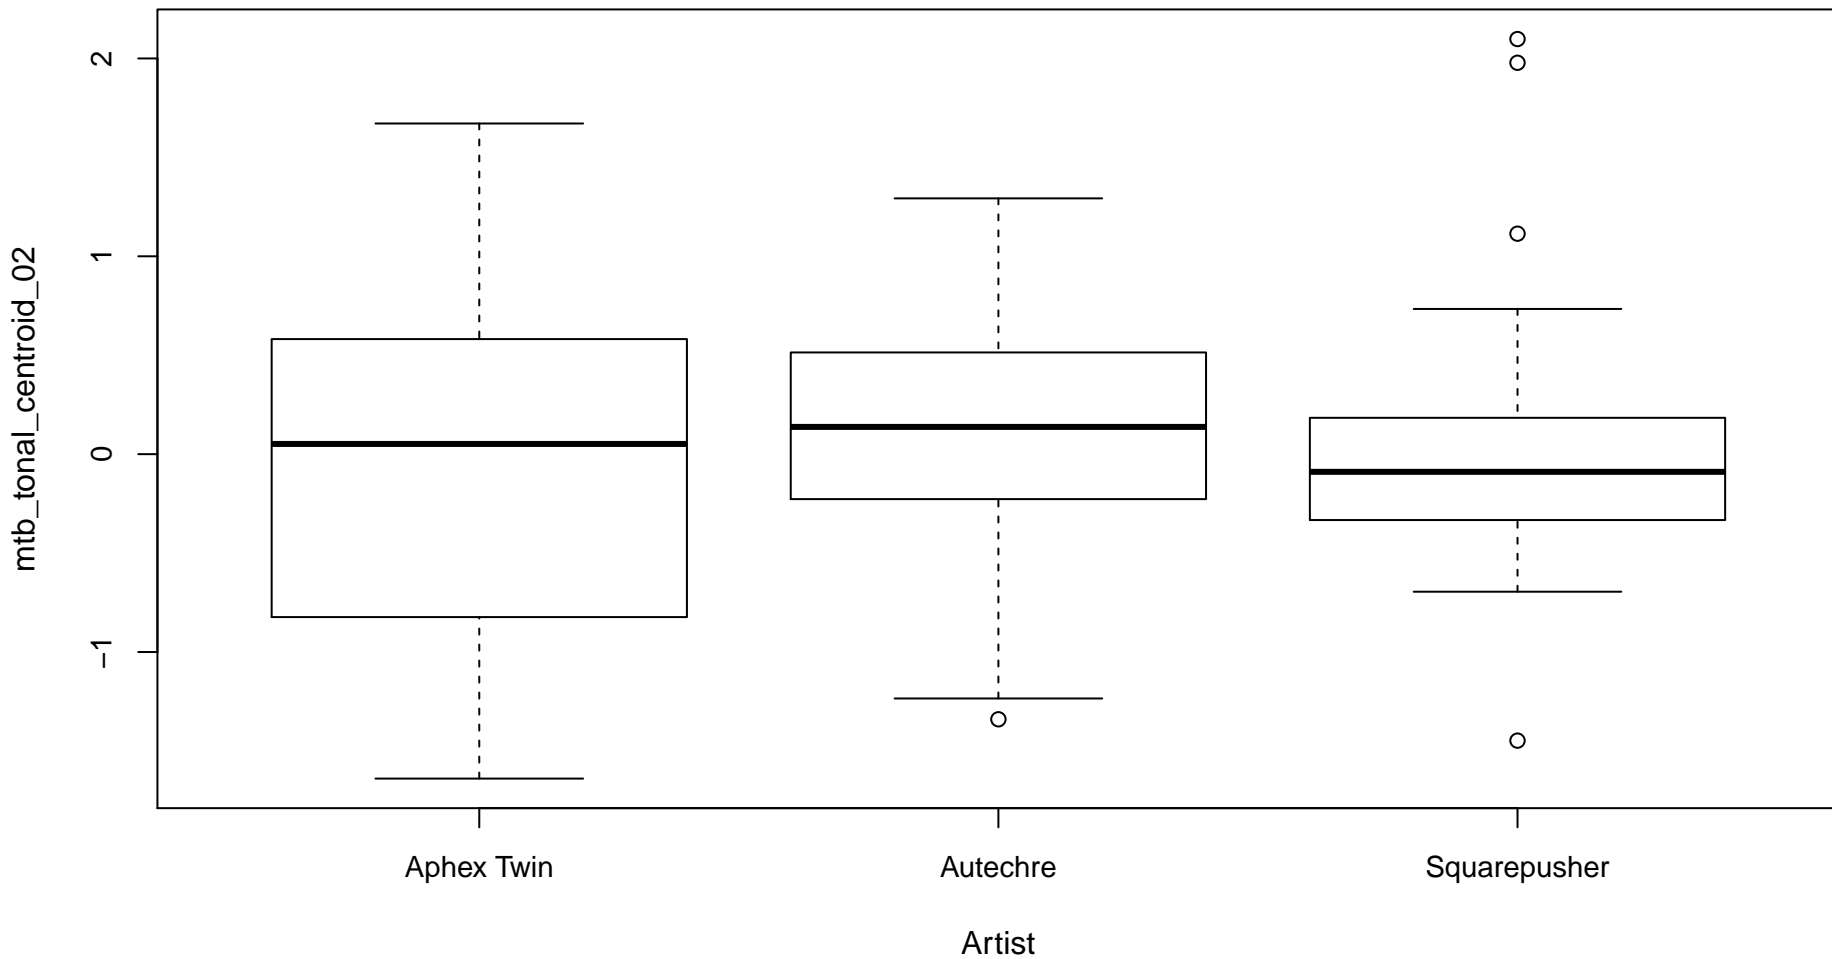 mtb_tonal_centroid_02
2
1
0
−1
Aphex Twin
Autechre
Squarepusher
Artist